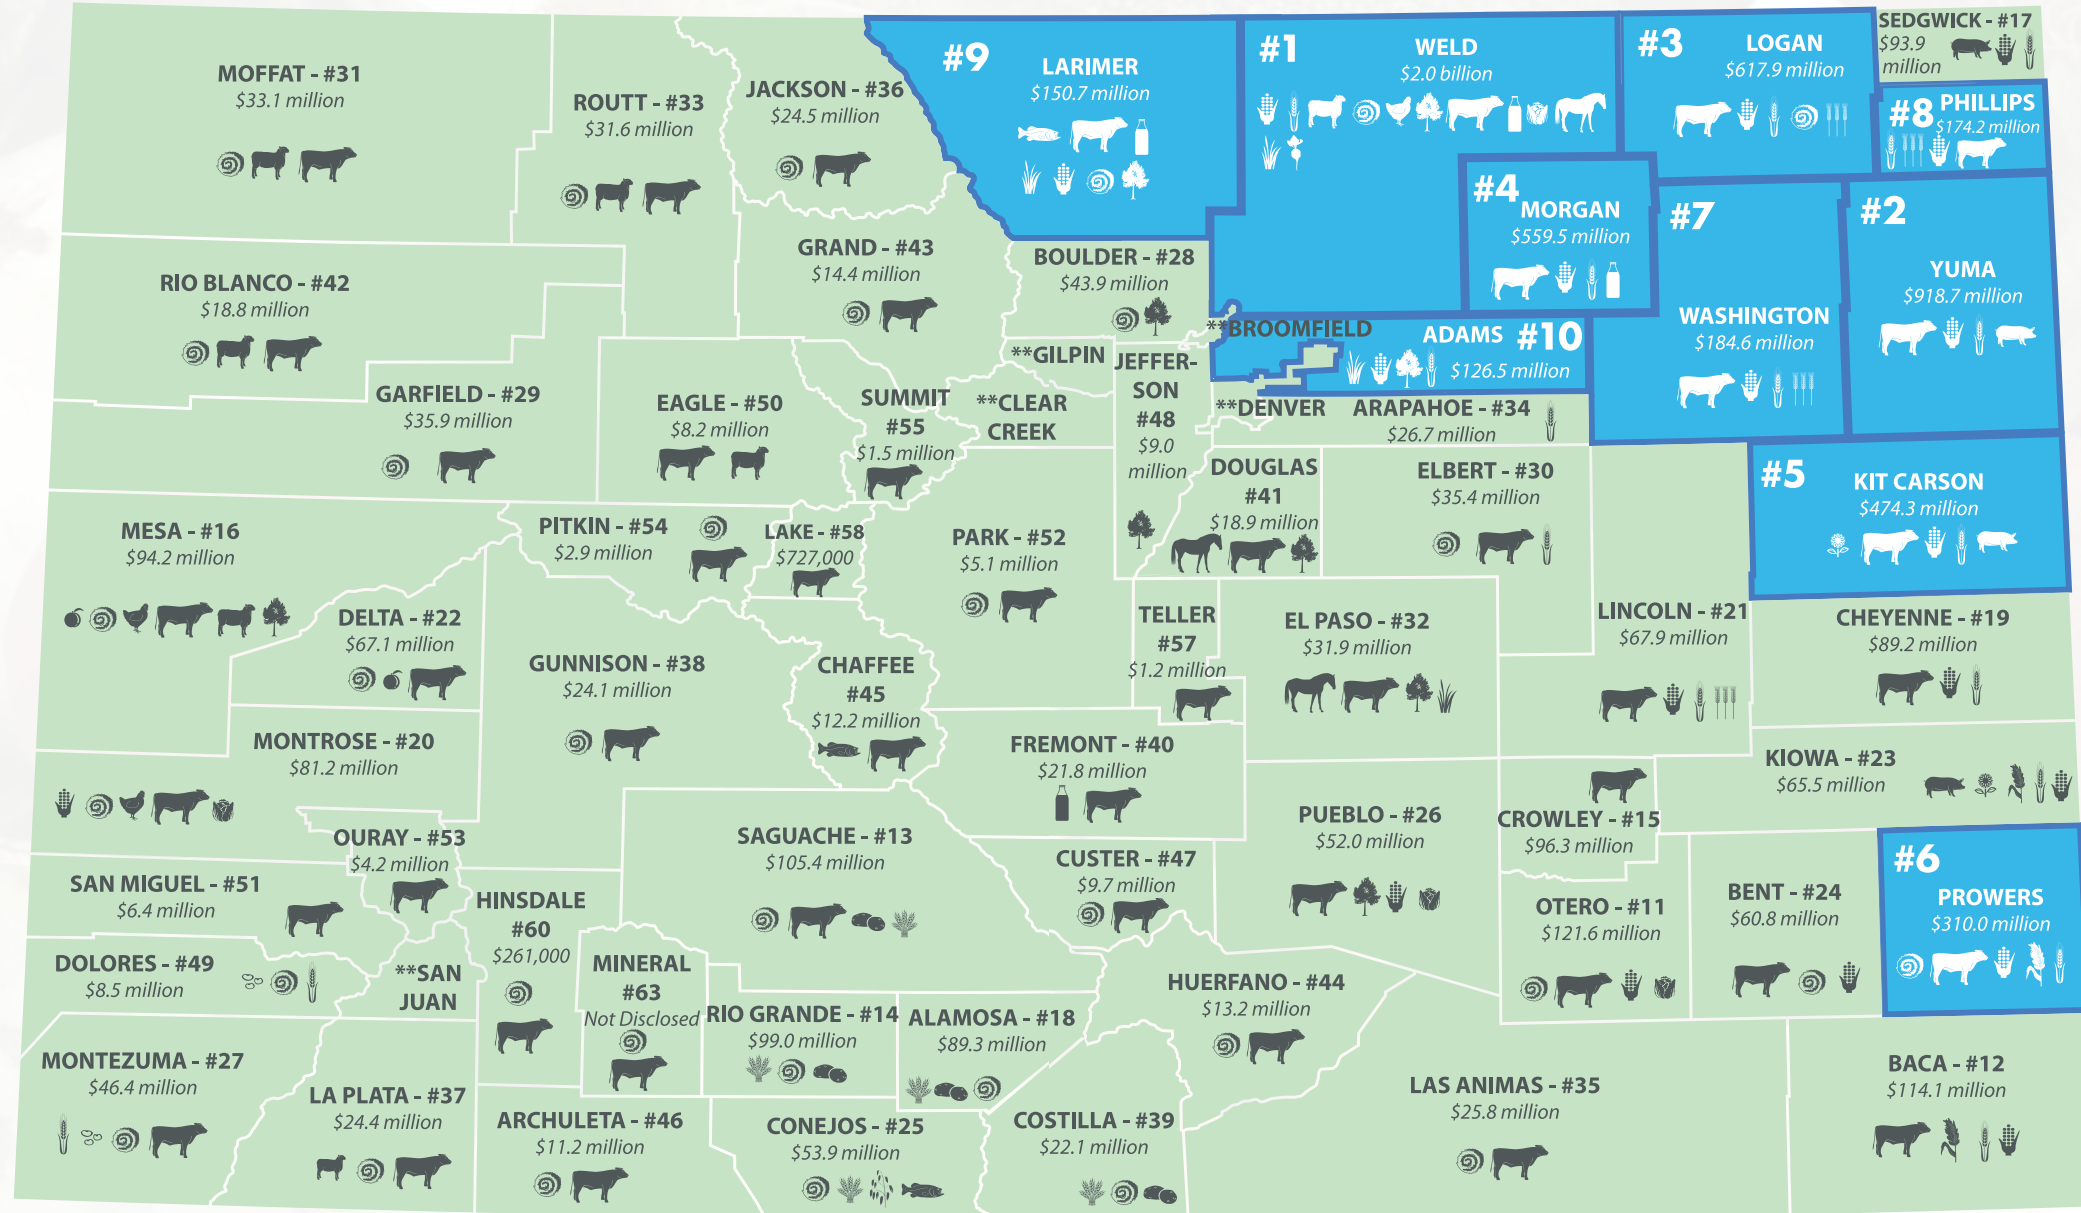 MOFFAT - #31
$33.1 million
ROUTT - #33
$31.6 million
JACKSON - #36
$24.5 million
#9
LARIMER
$150.7 million
#1
WELD
$2.0 billion
#3
LOGAN
$617.9 million
SEDGWICK - #17
$93.9
million
#8 PHILLIPS
$174.2 million
#4
MORGAN
$559.5 million
#7
WASHINGTON
$184.6 million
#2
YUMA
$918.7 million
RIO BLANCO - #42
$18.8 million
GRAND - #43
$14.4 million
BOULDER - #28
$43.9 million
**BROOMFIELD
ADAMS #10
$126.5 million
**GILPIN
JEFFER-
SON
#48
$9.0
million
GARFIELD - #29
$35.9 million
EAGLE - #50
$8.2 million
SUMMIT
#55
$1.5 million
**CLEAR
CREEK
**DENVER
ARAPAHOE - #34
$26.7 million
DOUGLAS
#41
$18.9 million
ELBERT - #30
$35.4 million
#5
KIT CARSON
$474.3 million
MESA - #16
$94.2 million
PITKIN - #54
$2.9 million
LAKE - #58
$727,000
PARK - #52
$5.1 million
DELTA - #22
$67.1 million
GUNNISON - #38
$24.1 million
CHAFFEE
#45
$12.2 million
TELLER
#57
$1.2 million
EL PASO - #32
$31.9 million
LINCOLN - #21
$67.9 million
CHEYENNE - #19
$89.2 million
MONTROSE - #20
$81.2 million
FREMONT - #40
$21.8 million
KIOWA - #23
$65.5 million
OURAY - #53
$4.2 million
SAGUACHE - #13
$105.4 million
CUSTER - #47
$9.7 million
PUEBLO - #26
$52.0 million
CROWLEY - #15
$96.3 million
#6
PROWERS
$310.0 million
SAN MIGUEL - #51
$6.4 million
HINSDALE
#60
$261,000
OTERO - #11
$121.6 million
BENT - #24
$60.8 million
DOLORES - #49
$8.5 million
**SAN
JUAN
MINERAL
#63
Not Disclosed
RIO GRANDE - #14
$99.0 million
ALAMOSA - #18
$89.3 million
HUERFANO - #44
$13.2 million
MONTEZUMA - #27
$46.4 million
LA PLATA - #37
$24.4 million
ARCHULETA - #46
$11.2 million
CONEJOS - #25
$53.9 million
COSTILLA - #39
$22.1 million
LAS ANIMAS - #35
$25.8 million
BACA - #12
$114.1 million